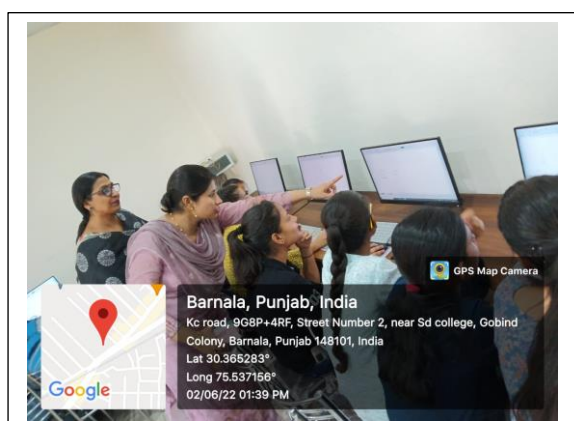 GPS Map Camera
Barnala, Punjab, India
Kc road, 9G8P+4RF, Street Number 2, near Sd college, Gobind
Colony, Barnala, Punjab 148101, India
Lat 30.365283°
Long 75.537156°
02/06/22 01:39 PM
Google